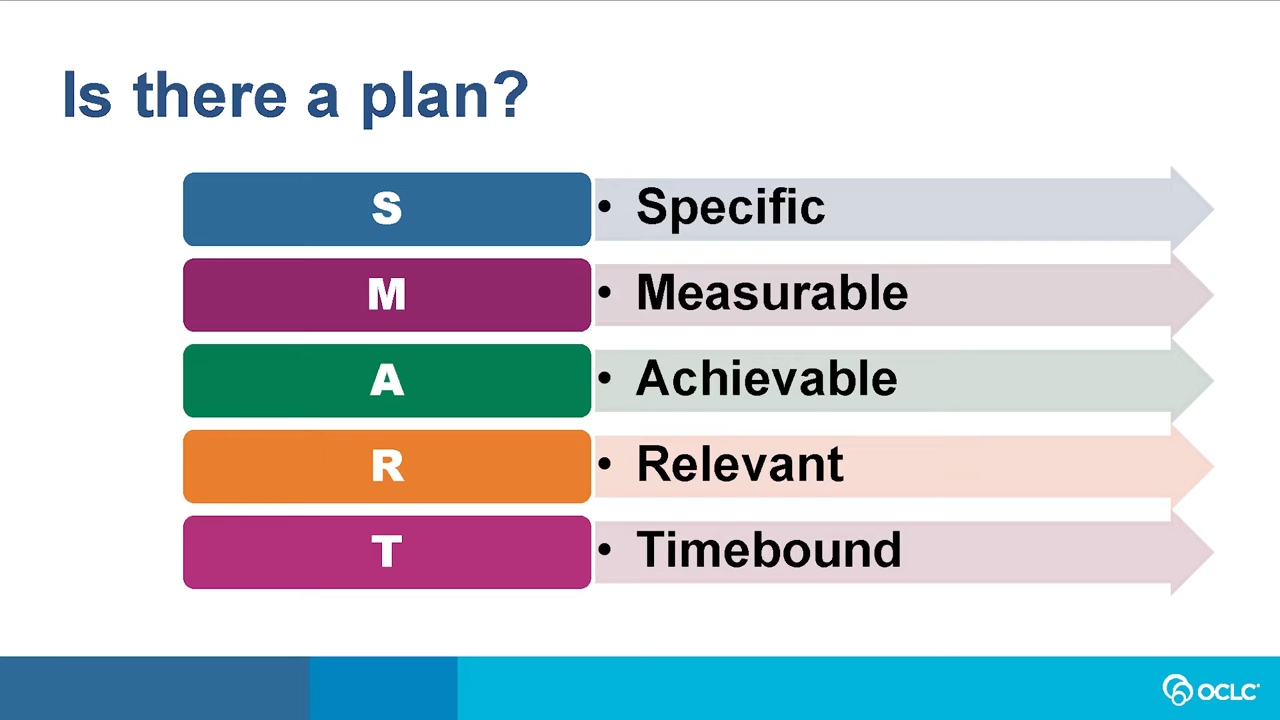 Is there a plan?
S
• Specific
M
• Measurable
A
• Achievable
R
• Relevant
T
• Timebound
OCLC